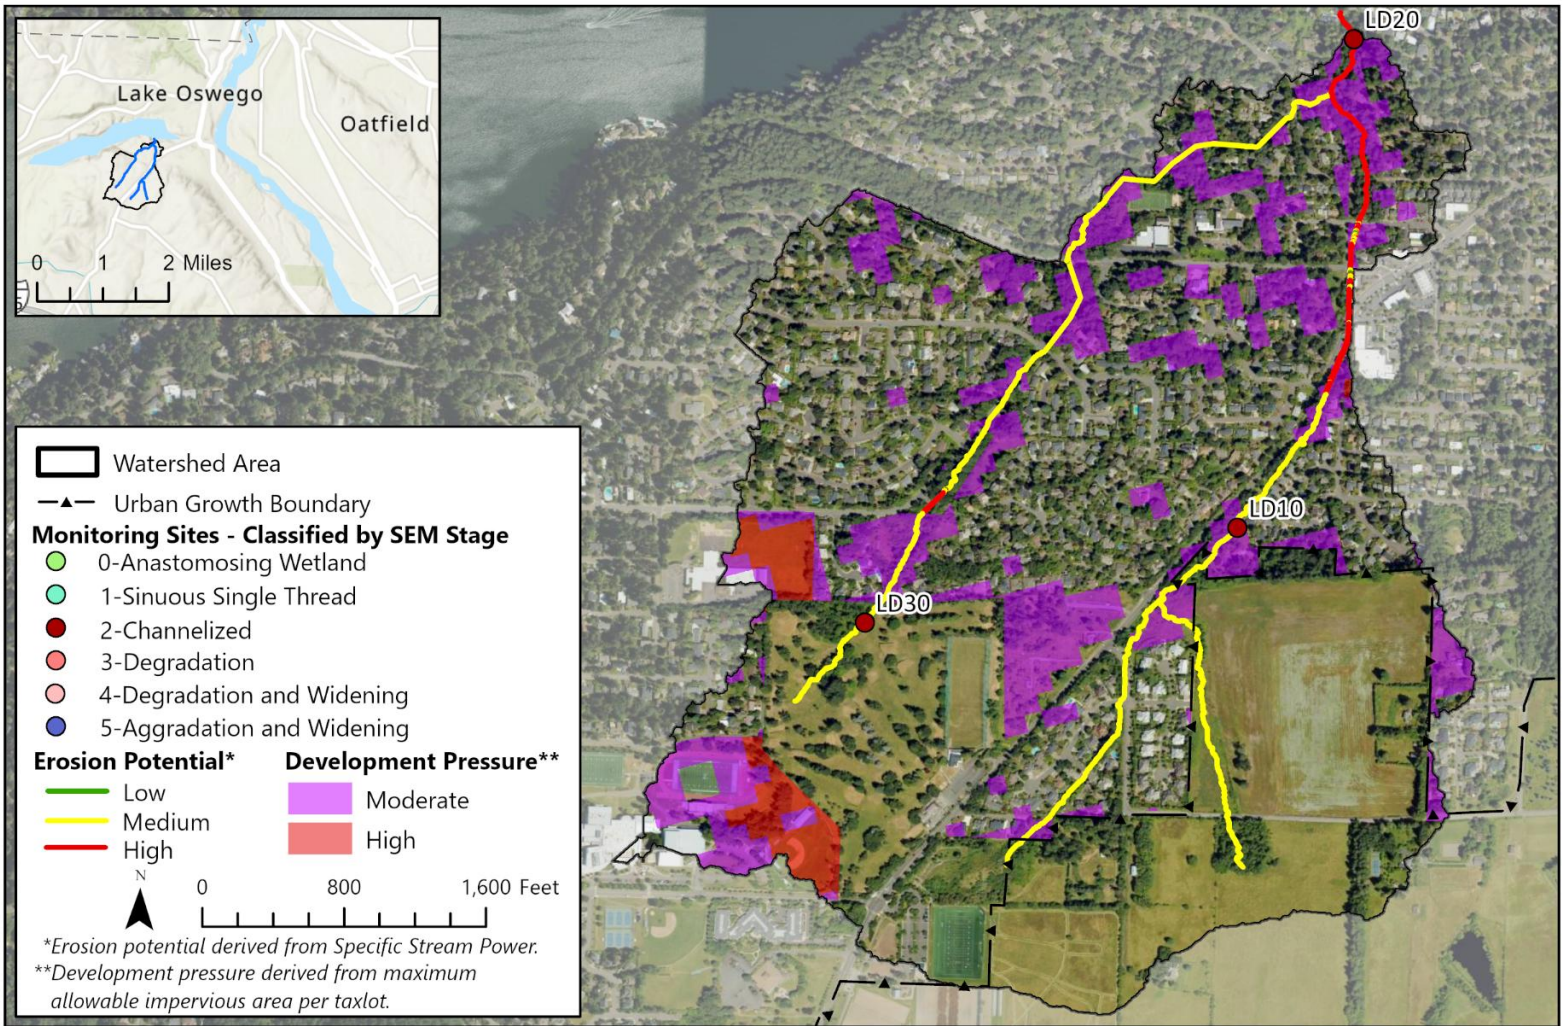 Lake Oswego
Oatfield
0 1 2 Miles
LD20
LD10
LD30
Watershed Area
Urban Growth Boundary
Monitoring Sites - Classified by SEM Stage
0-Anastomosing Wetland
1-Sinuous Single Thread
2-Channelized
3-Degradation
4-Degradation and Widening
5-Aggradation and Widening
Erosion Potential*
Low
Medium
High
Development Pressure**
Moderate
High
N
0 800 1,600 Feet
*Erosion potential derived from Specific Stream Power.
**Development pressure derived from maximum
allowable impervious area per taxlot.